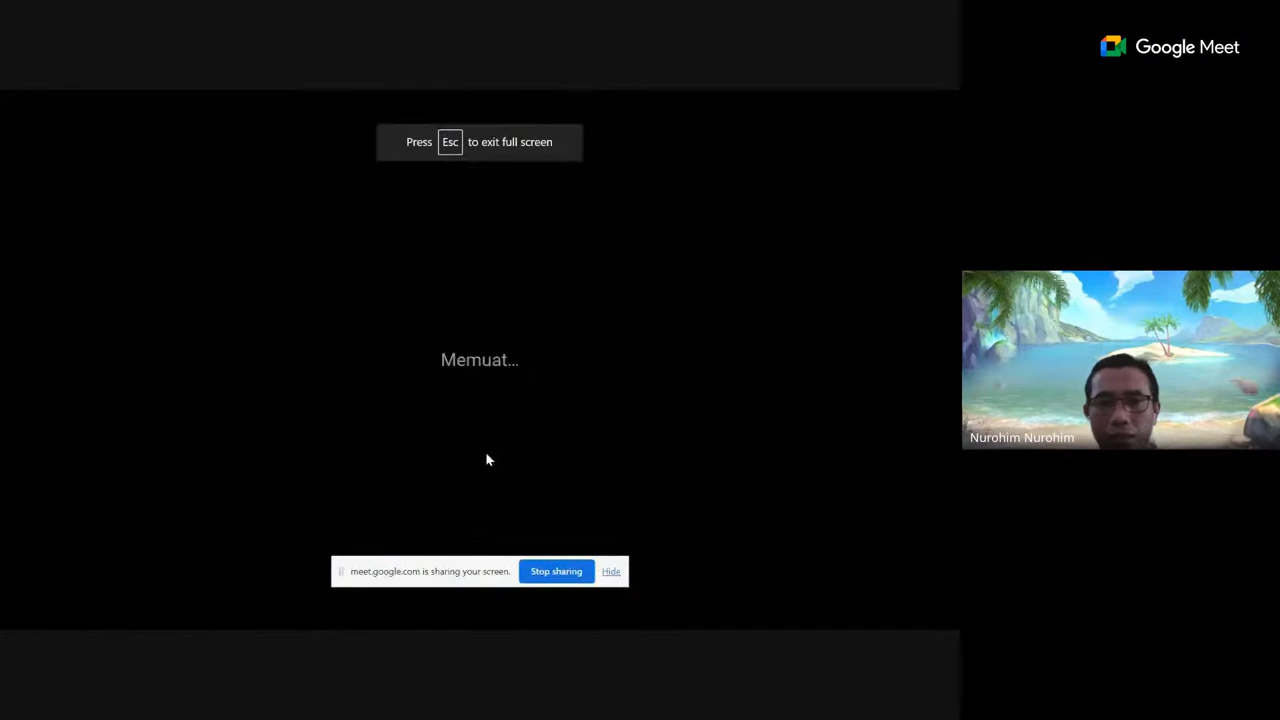 Google Meet
Press Esc to exit full screen
Memuat...
Nurohim Nurohim
meet.google.com is sharing your screen. Stop sharing Hide